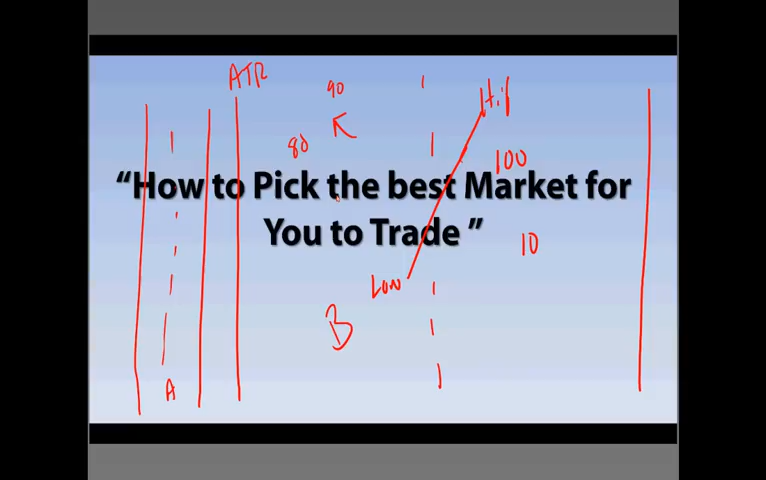 ATR
90
80
100
“How to Pick the best Market for
You to Trade ”
10
Low
B
A